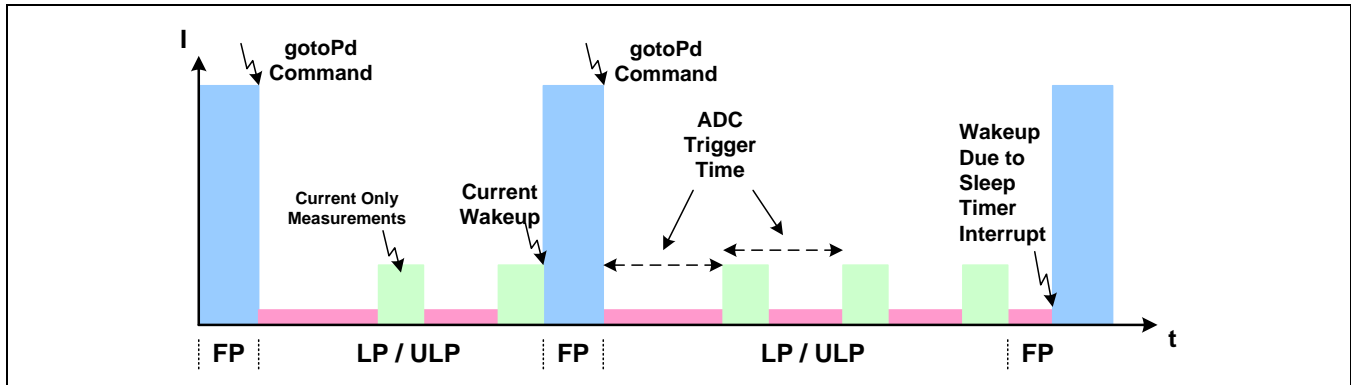 I
gotoPd
Command
gotoPd
Command
ADC
Trigger
Time
Wakeup
Due to
Sleep
Timer
Interrupt
Current Only
Measurements
Current
Wakeup
t
FP
LP / ULP
FP
LP / ULP
FP